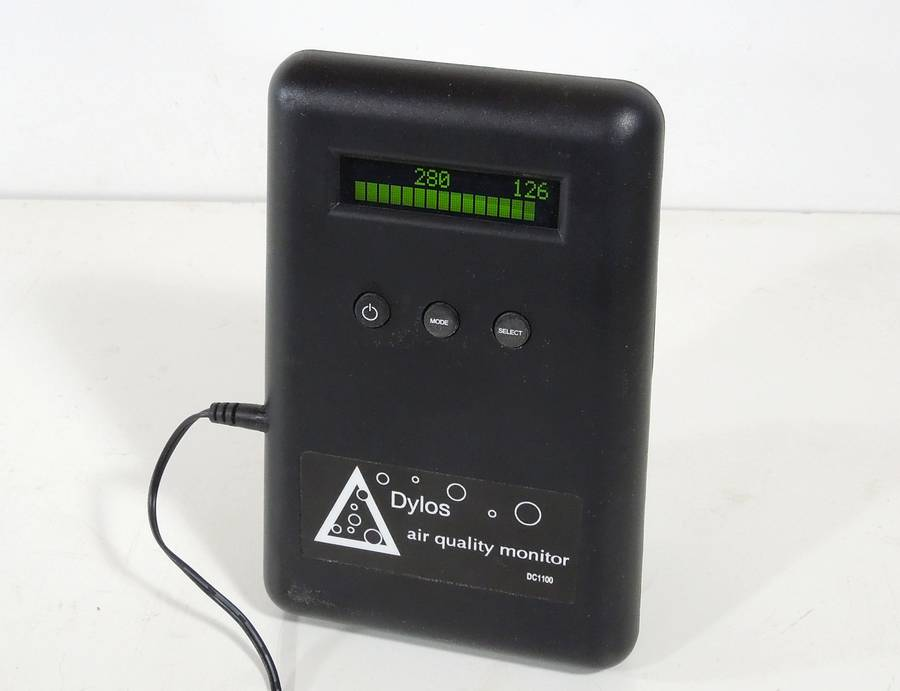 280 126
MODE
SELECT
Dylos
air quality monitor
DC1100